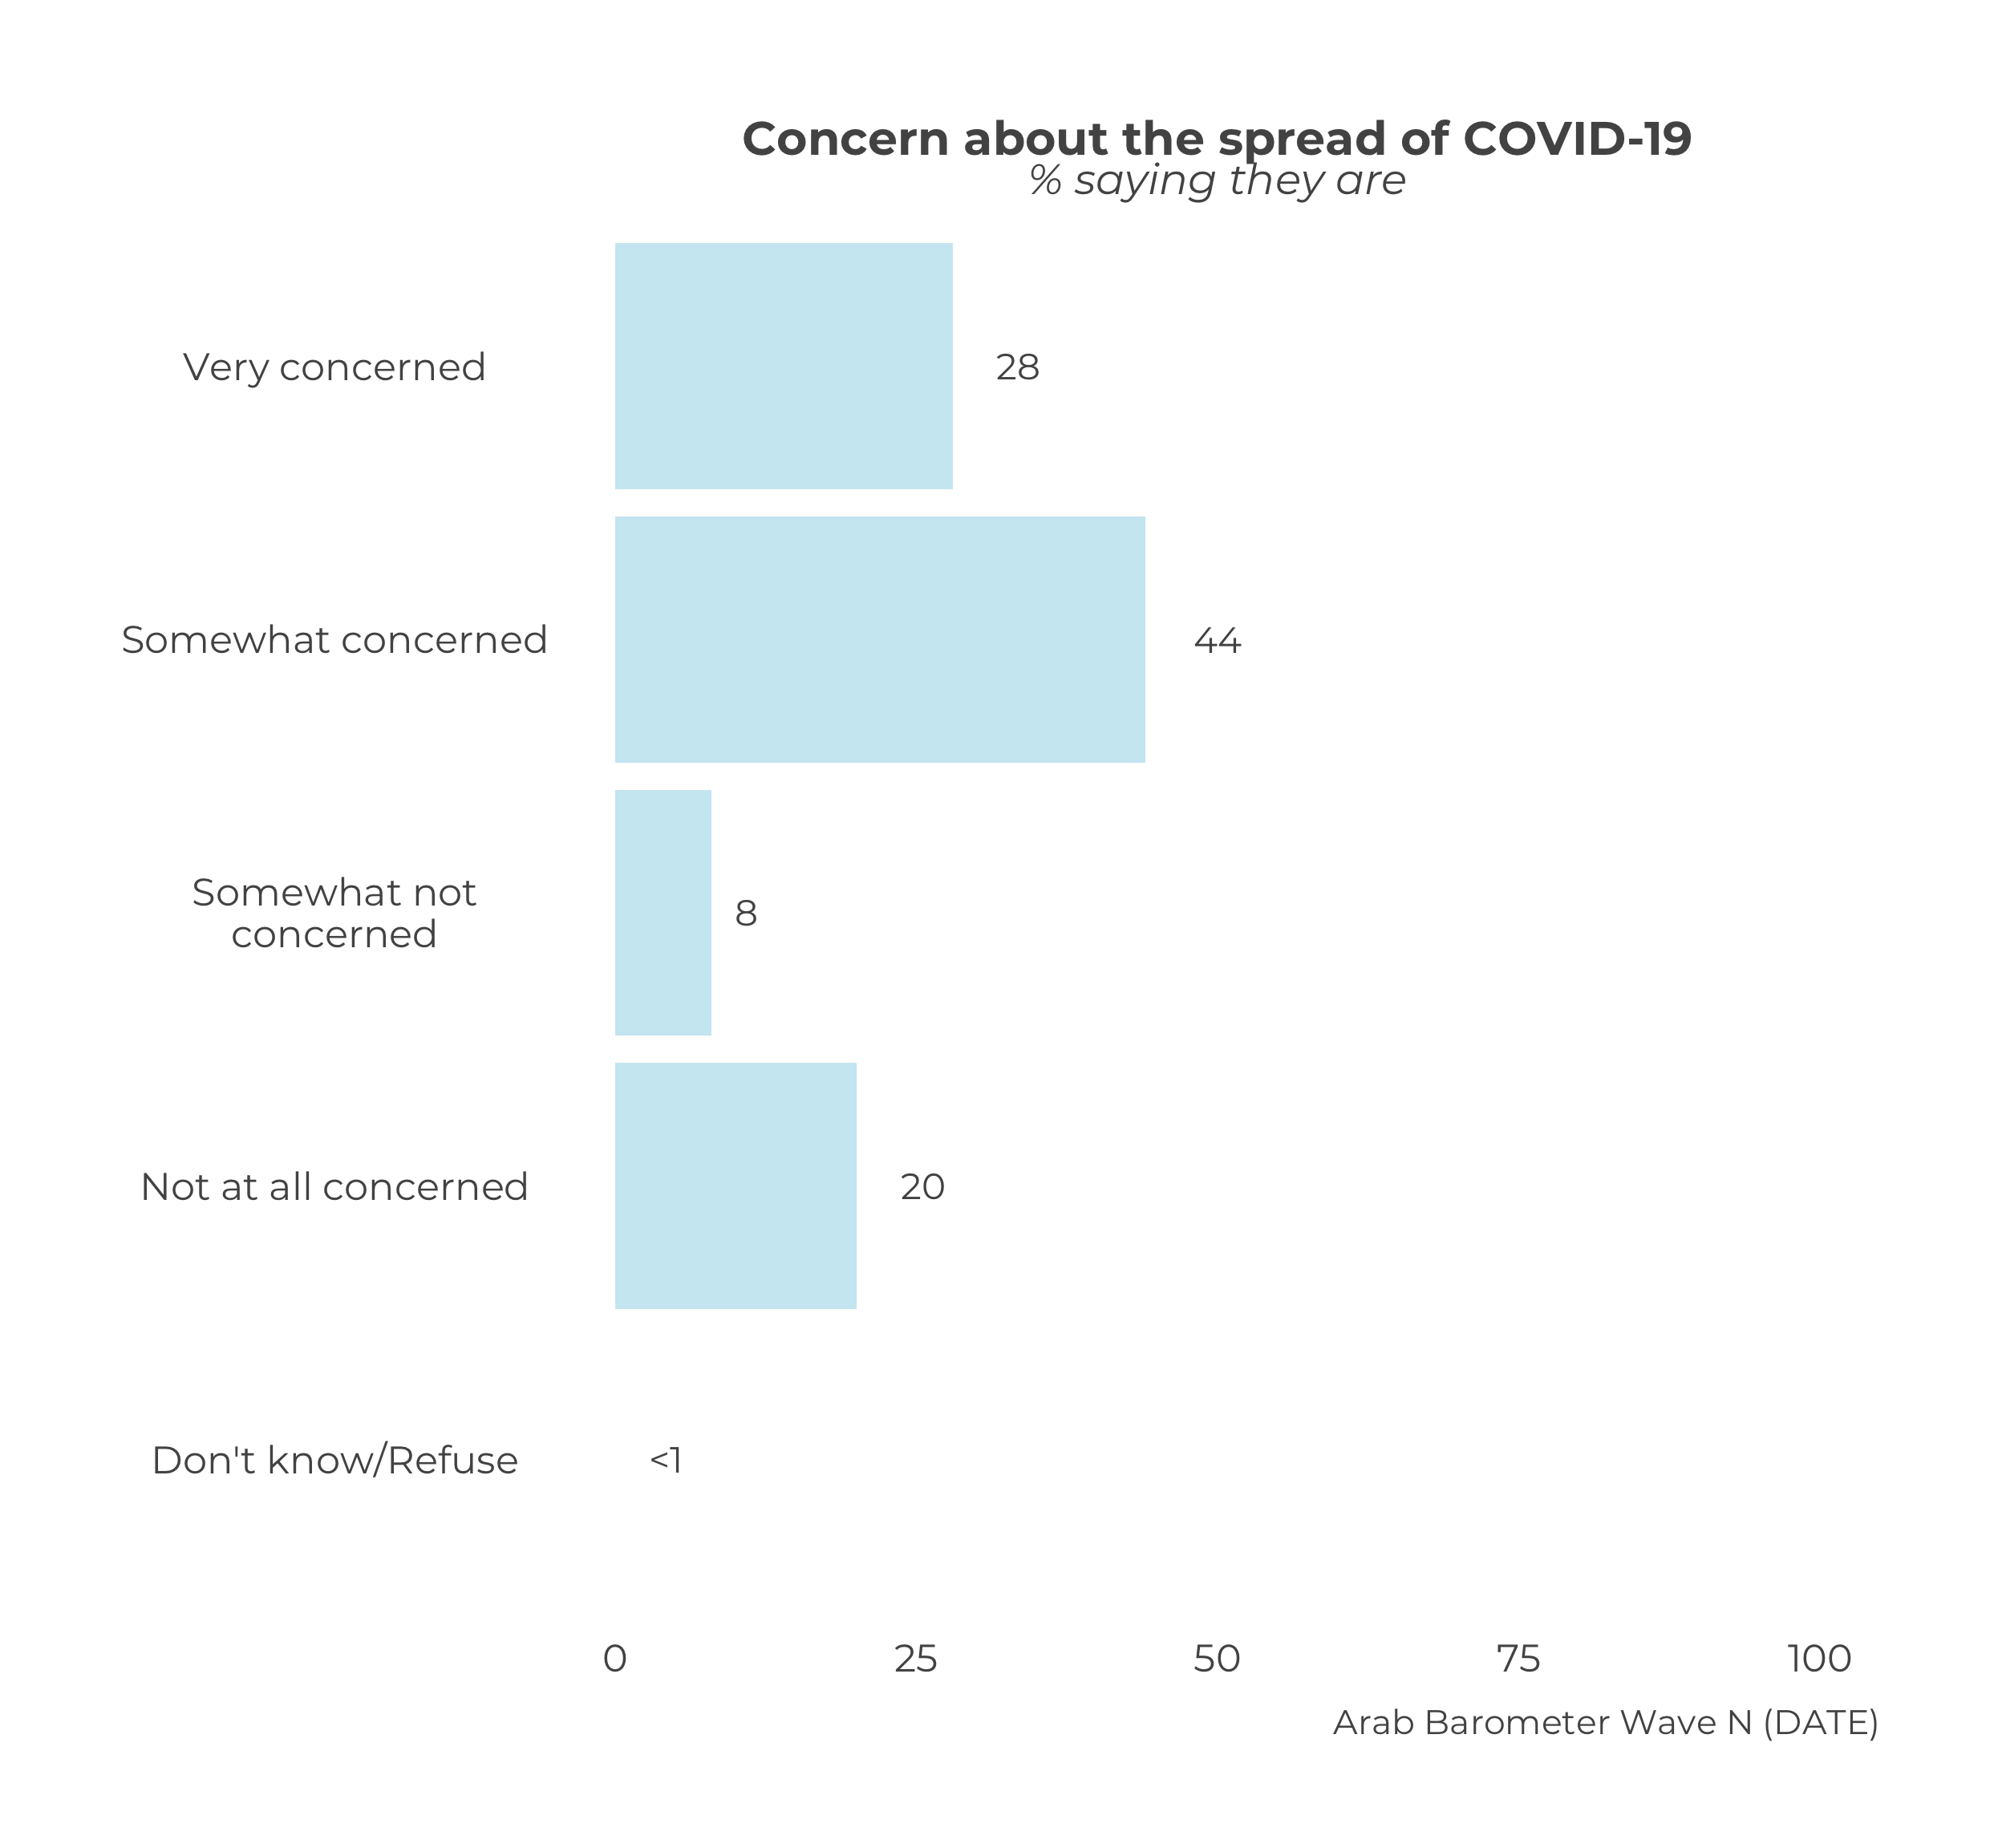 Concern about the spread of COVID-19
% saying they are
Very concerned
28
Somewhat concerned
44
Somewhat not
concerned
8
Not at all concerned
20
Don't know/Refuse
<1
0 25 50 75 100
Arab Barometer Wave N (DATE)